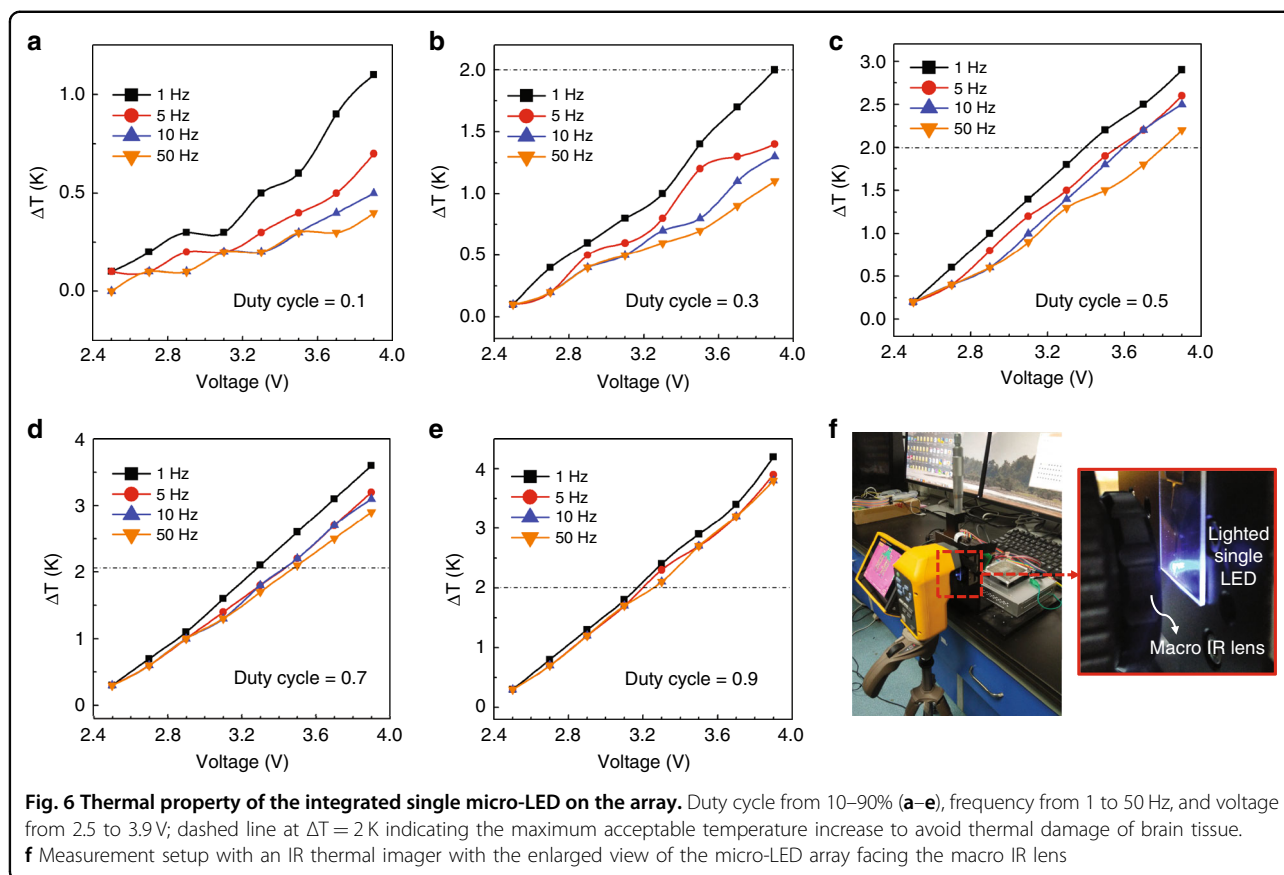 a
1.0
0.5
0.0
ΔT (K)
1 Hz
5 Hz
10 Hz
50 Hz
Duty cycle = 0.1
2.4 2.8 3.2 3.6 4.0
Voltage (V)
b
2.0
1.5
1.0
0.5
0.0
ΔT (K)
1 Hz
5 Hz
10 Hz
50 Hz
Duty cycle = 0.3
2.4 2.8 3.2 3.6 4.0
Voltage (V)
c
3.0
2.5
2.0
1.5
1.0
0.5
0.0
ΔT (K)
1 Hz
5 Hz
10 Hz
50 Hz
Duty cycle = 0.5
2.4 2.8 3.2 3.6 4.0
Voltage (V)
d
4
3
2
1
0
ΔT (K)
1 Hz
5 Hz
10 Hz
50 Hz
Duty cycle = 0.7
2.4 2.8 3.2 3.6 4.0
Voltage (V)
e
4
3
2
1
0
ΔT (K)
1 Hz
5 Hz
10 Hz
50 Hz
Duty cycle = 0.9
2.4 2.8 3.2 3.6 4.0
Voltage (V)
f
Lighted
single
LED
Macro IR lens
Fig. 6 Thermal property of the integrated single micro-LED on the array. Duty cycle from 10–90% (a–e), frequency from 1 to 50 Hz, and voltage
from 2.5 to 3.9 V; dashed line at ΔT = 2 K indicating the maximum acceptable temperature increase to avoid thermal damage of brain tissue.
f Measurement setup with an IR thermal imager with the enlarged view of the micro-LED array facing the macro IR lens